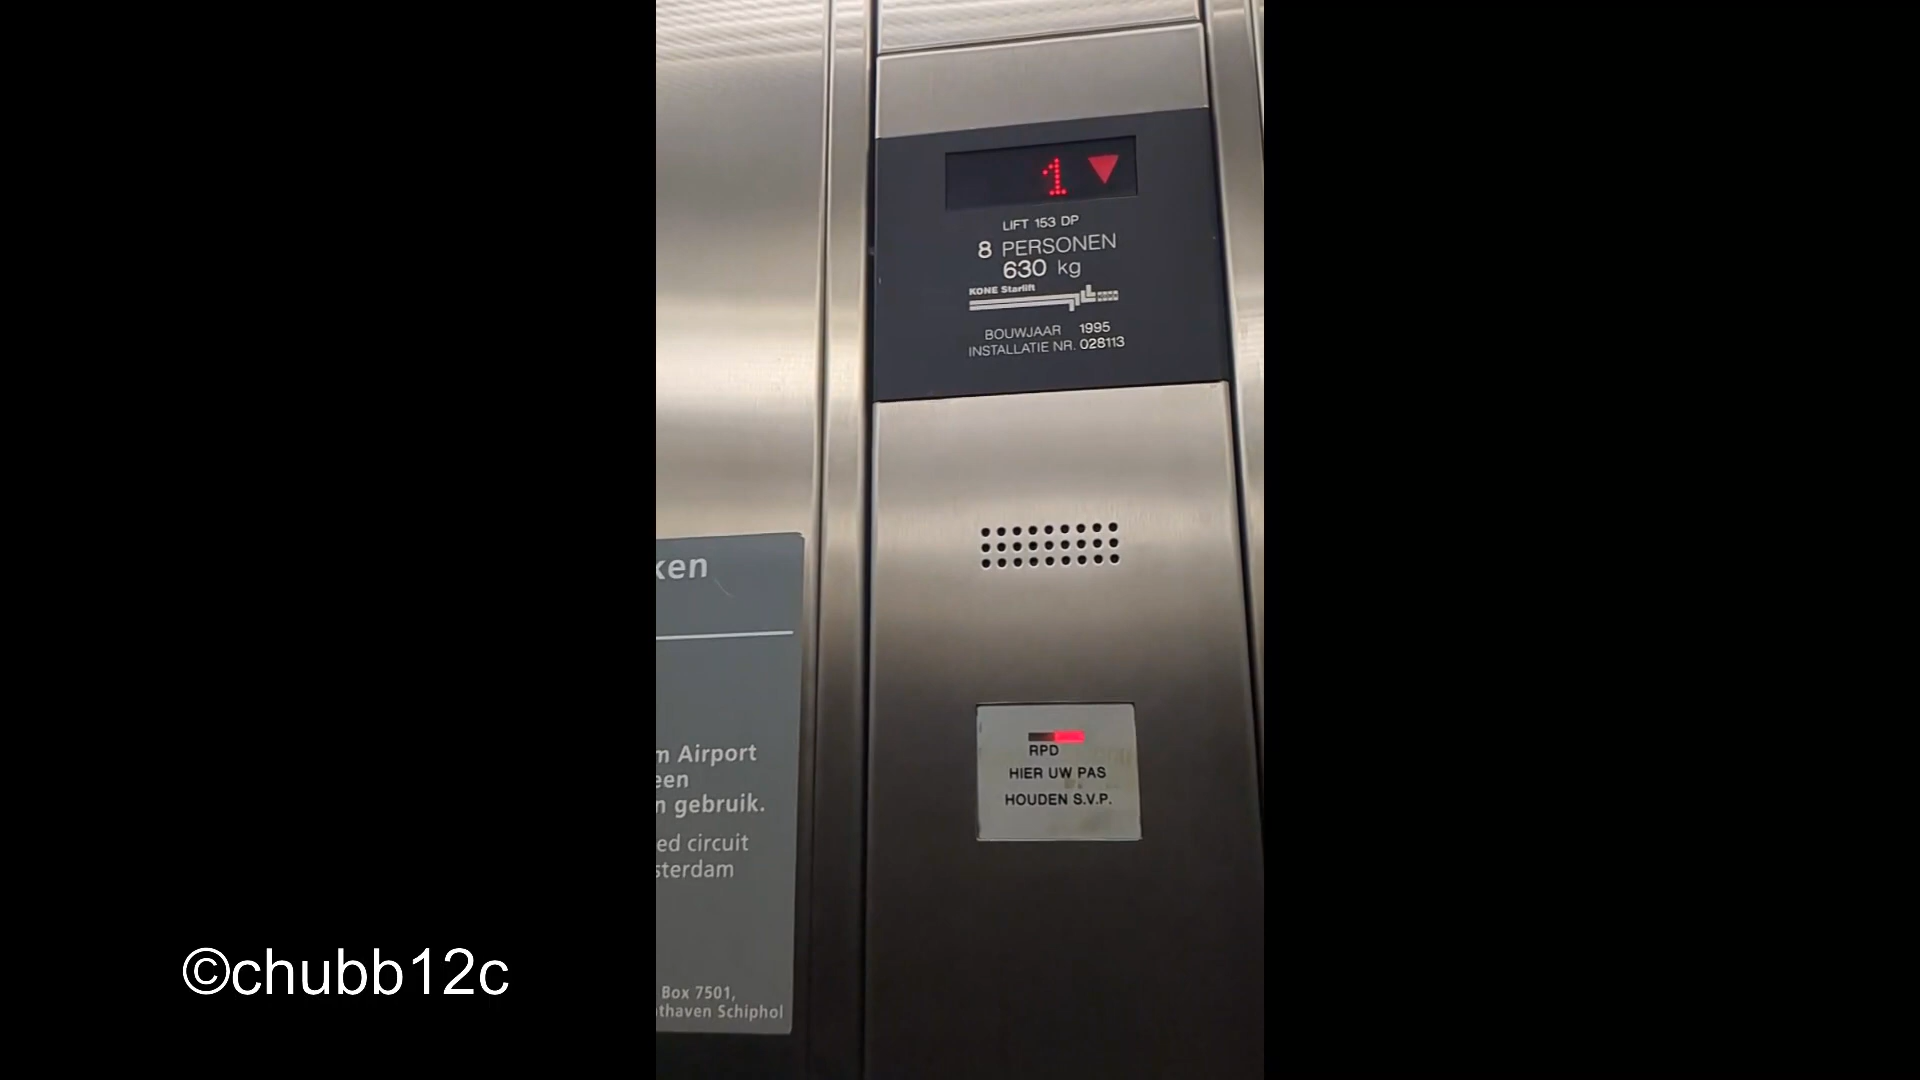 1
LIFT 153 DP
8 PERSONEN
630 kg
KONE Starlift
BOUWJAAR 1995
INSTALLATIE NR. 028113
RPD
HIER UW PAS
HOUDEN S.V.P.
ken
m Airport
een
n gebruik.
ed circuit
sterdam
Box 7501,
thaven Schiphol
©chubb12c